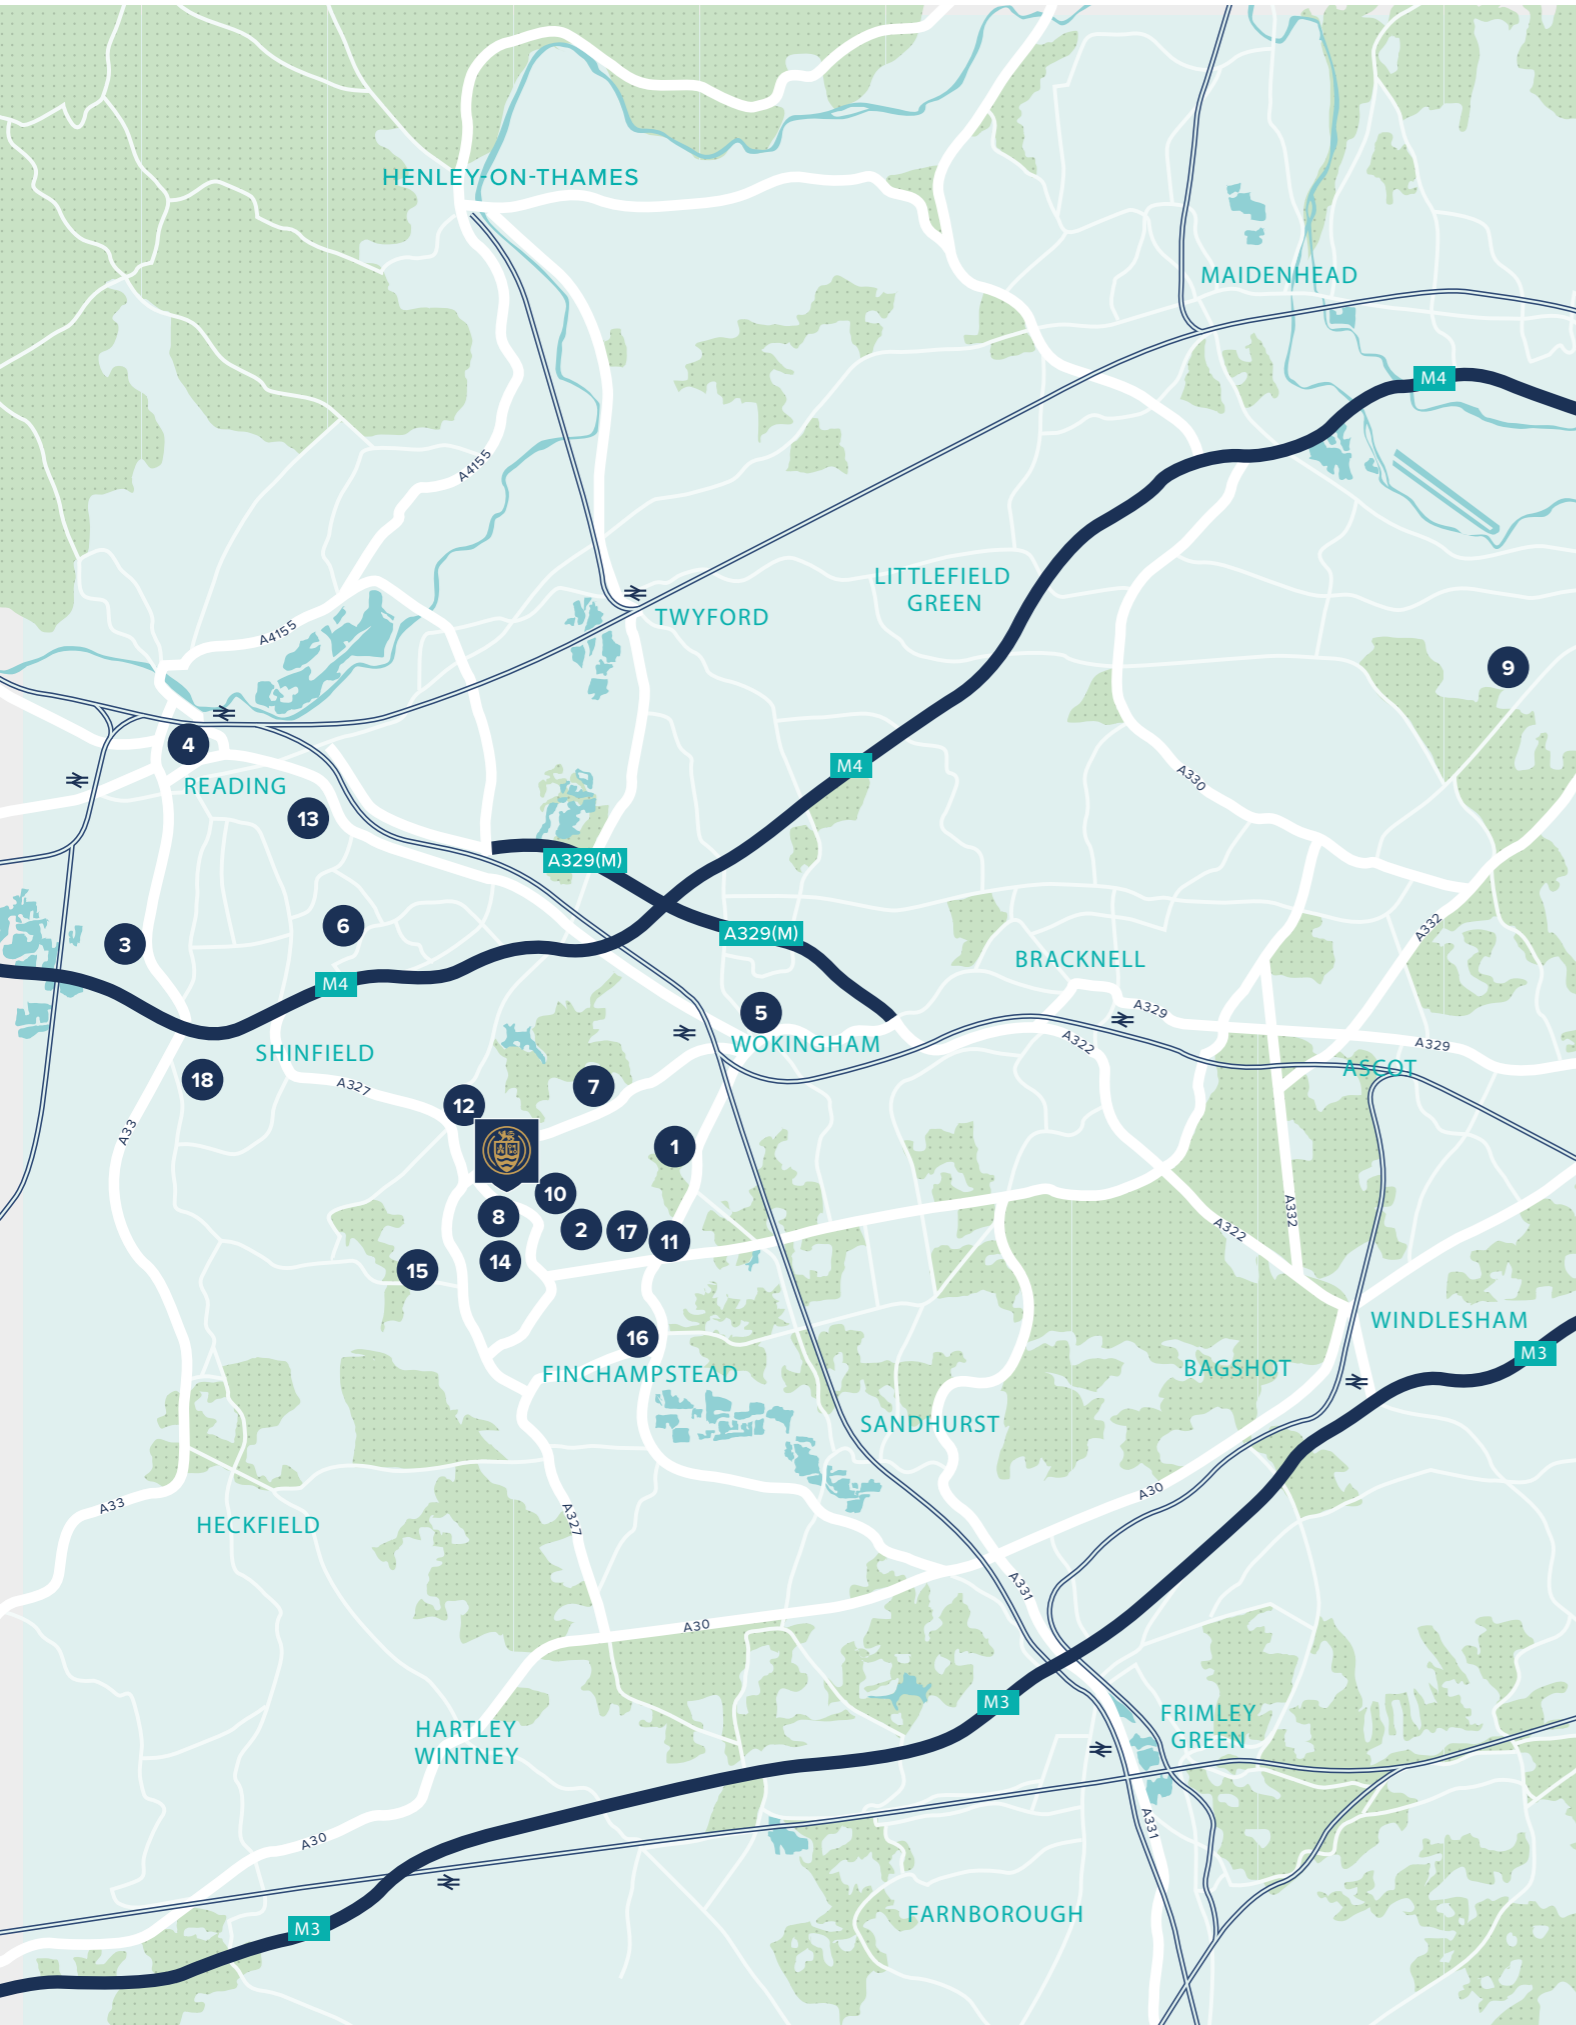 HENLEY-ON-THAMES
MAIDENHEAD
M4
A4155
LITTLEFIELD
GREEN
TWYFORD
A4155
9
4
READING
M4
A330
13
A329(M)
6
3
A329(M)
A332
BRACKNELL
M4
A329
5
WOKINGHAM
A322
A329
SHINFIELD
ASCOT
18
A327
7
12
A33
1
10
8
2
17
11
A332
A322
14
15
16
WINDLESHAM
M3
FINCHAMPSTEAD
BAGSHOT
SANDHURST
A30
A33
HECKFIELD
A327
A331
A30
M3
HARTLEY
WINTNEY
FRIMLEY
GREEN
A331
A30
FARNBOROUGH
M3